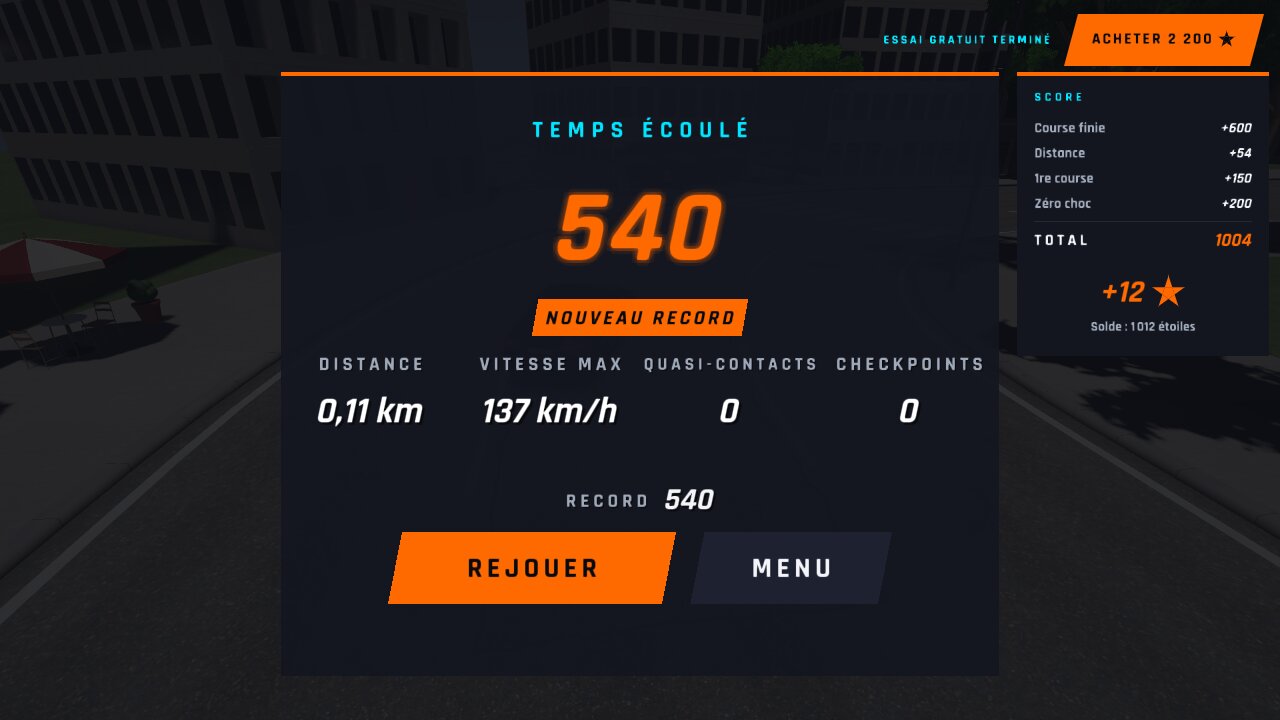 ESSAI GRATUIT TERMINÉ
ACHETER 2 200 ★
TEMPS ÉCOULÉ
540
NOUVEAU RECORD
DISTANCE VITESSE MAX QUASI-CONTACTS CHECKPOINTS
0,11 km 137 km/h 0 0
RECORD 540
REJOUER MENU
SCORE
Course finie +600
Distance +54
1re course +150
Zéro choc +200
TOTAL 1004
+12 ★
Solde : 1 012 étoiles